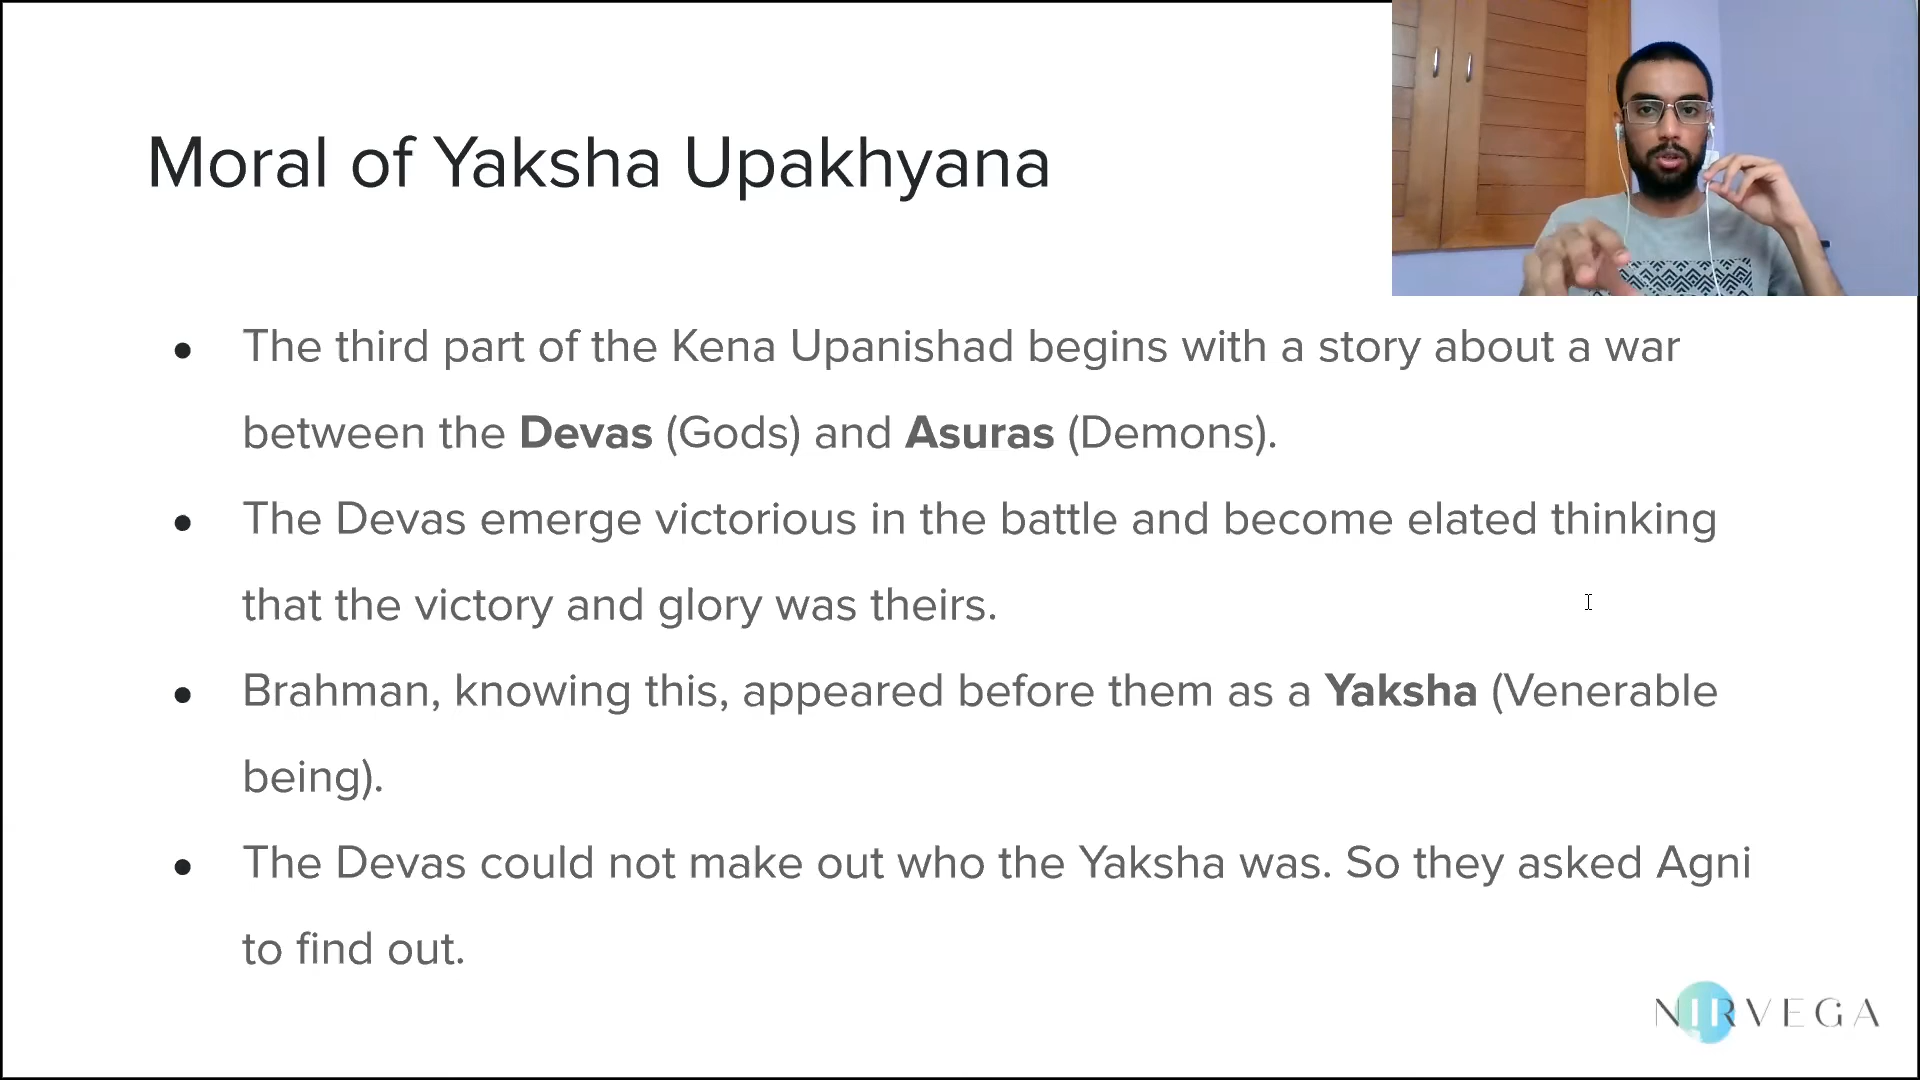 Moral of Yaksha Upakhyana
● The third part of the Kena Upanishad begins with a story about a war
between the Devas (Gods) and Asuras (Demons).
● The Devas emerge victorious in the battle and become elated thinking
that the victory and glory was theirs.
● Brahman, knowing this, appeared before them as a Yaksha (Venerable
being).
● The Devas could not make out who the Yaksha was. So they asked Agni
to find out.
NIRVEGA